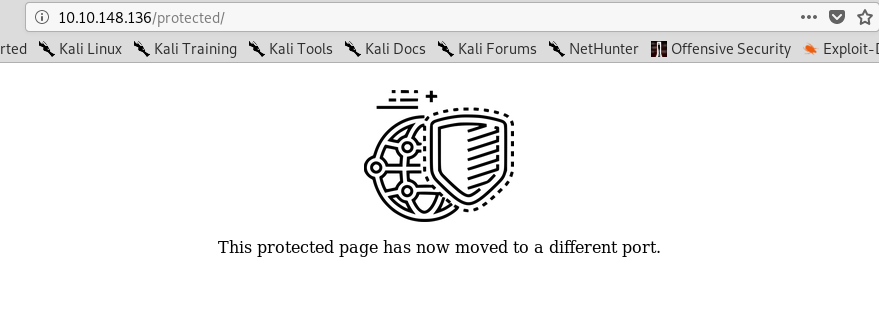 10.10.148.136/protected/
rted Kali Linux Kali Training Kali Tools Kali Docs Kali Forums NetHunter Offensive Security Exploit-D
This protected page has now moved to a different port.